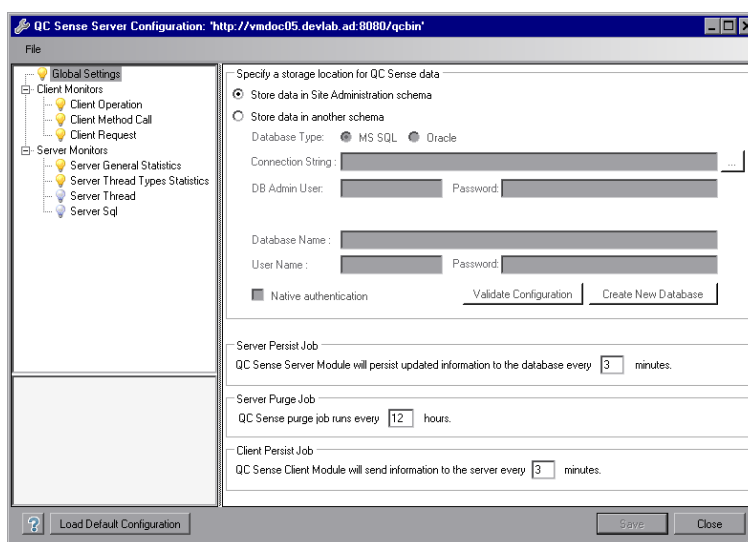 QC Sense Server Configuration: 'http://vmdoc05.devlab.ad:8080/qcbin'
File
Global Settings
Client Monitors
Client Operation
Client Method Call
Client Request
Server Monitors
Server General Statistics
Server Thread Types Statistics
Server Thread
Server Sql
Specify a storage location for QC Sense data
Store data in Site Administration schema
Store data in another schema
Database Type: MS SQL Oracle
Connection String : ...
DB Admin User: Password:
Database Name :
User Name : Password:
Native authentication Validate Configuration Create New Database
Server Persist Job
QC Sense Server Module will persist updated information to the database every 3 minutes.
Server Purge Job
QC Sense purge job runs every 12 hours.
Client Persist Job
QC Sense Client Module will send information to the server every 3 minutes.
? Load Default Configuration Save Close